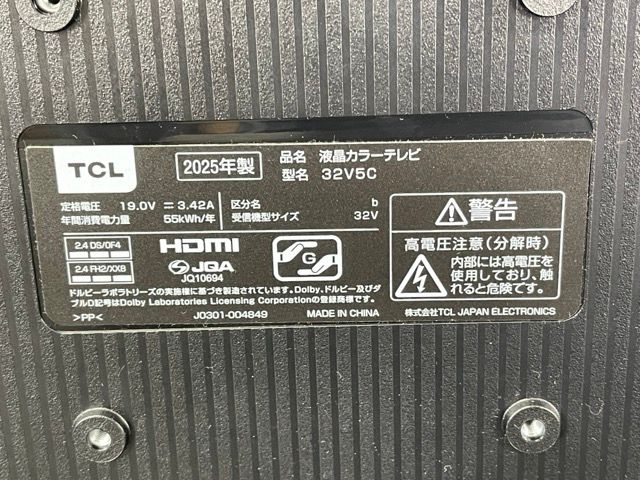 TCL
2025年製
品名 液晶カラーテレビ
型名 32V5C
定格電圧 19.0V⎓3.42A
年間消費電力量 55kWh/年
区分名 b
受信機型サイズ 32V
2.4 DS/OF4
2.4 FH2/XX8
HDMI
JQA
JQ10694
G
ドルビーラボラトリーズの実施権に基づき製造されています。Dolby、ドルビー及びダ
ブルD記号はDolby Laboratories Licensing Corporationの登録商標です。
>PP<
J0301-004849
MADE IN CHINA
警告
高電圧注意(分解時)
内部には高電圧を
使用しており、触
れると危険です。
株式会社TCL JAPAN ELECTRONICS